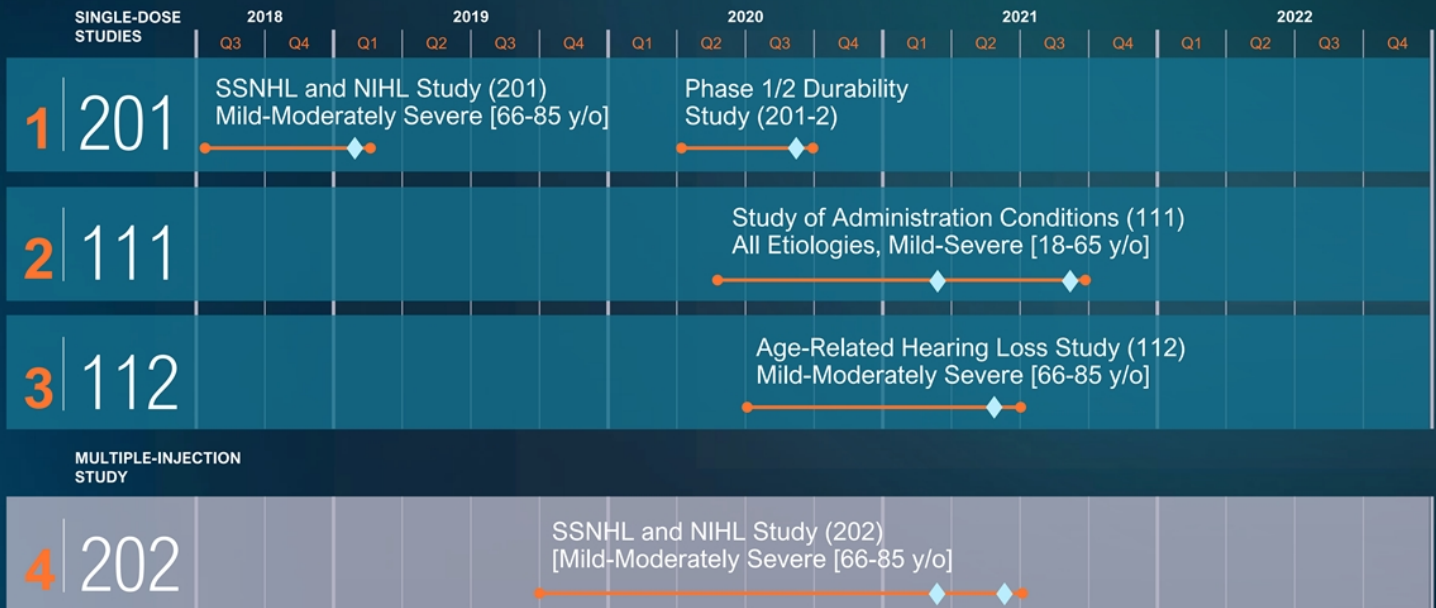 SINGLE-DOSE
STUDIES
2018 2019 2020 2021 2022
Q3 Q4 Q1 Q2 Q3 Q4 Q1 Q2 Q3 Q4 Q1 Q2 Q3 Q4 Q1 Q2 Q3 Q4
1 201
SSNHL and NIHL Study (201)
Mild-Moderately Severe [66-85 y/o]
Phase 1/2 Durability
Study (201-2)
2 111
Study of Administration Conditions (111)
All Etiologies, Mild-Severe [18-65 y/o]
3 112
Age-Related Hearing Loss Study (112)
Mild-Moderately Severe [66-85 y/o]
MULTIPLE-INJECTION
STUDY
4 202
SSNHL and NIHL Study (202)
[Mild-Moderately Severe [66-85 y/o]